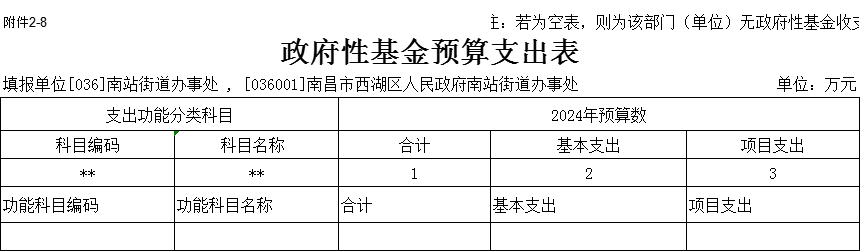 附件2-8
注：若为空表，则为该部门（单位）无政府性基金收支
政府性基金预算支出表
填报单位[036]南站街道办事处 , [036001]南昌市西湖区人民政府南站街道办事处 单位：万元
支出功能分类科目 2024年预算数
科目编码 科目名称 合计 基本支出 项目支出
** ** 1 2 3
功能科目编码 功能科目名称 合计 基本支出 项目支出